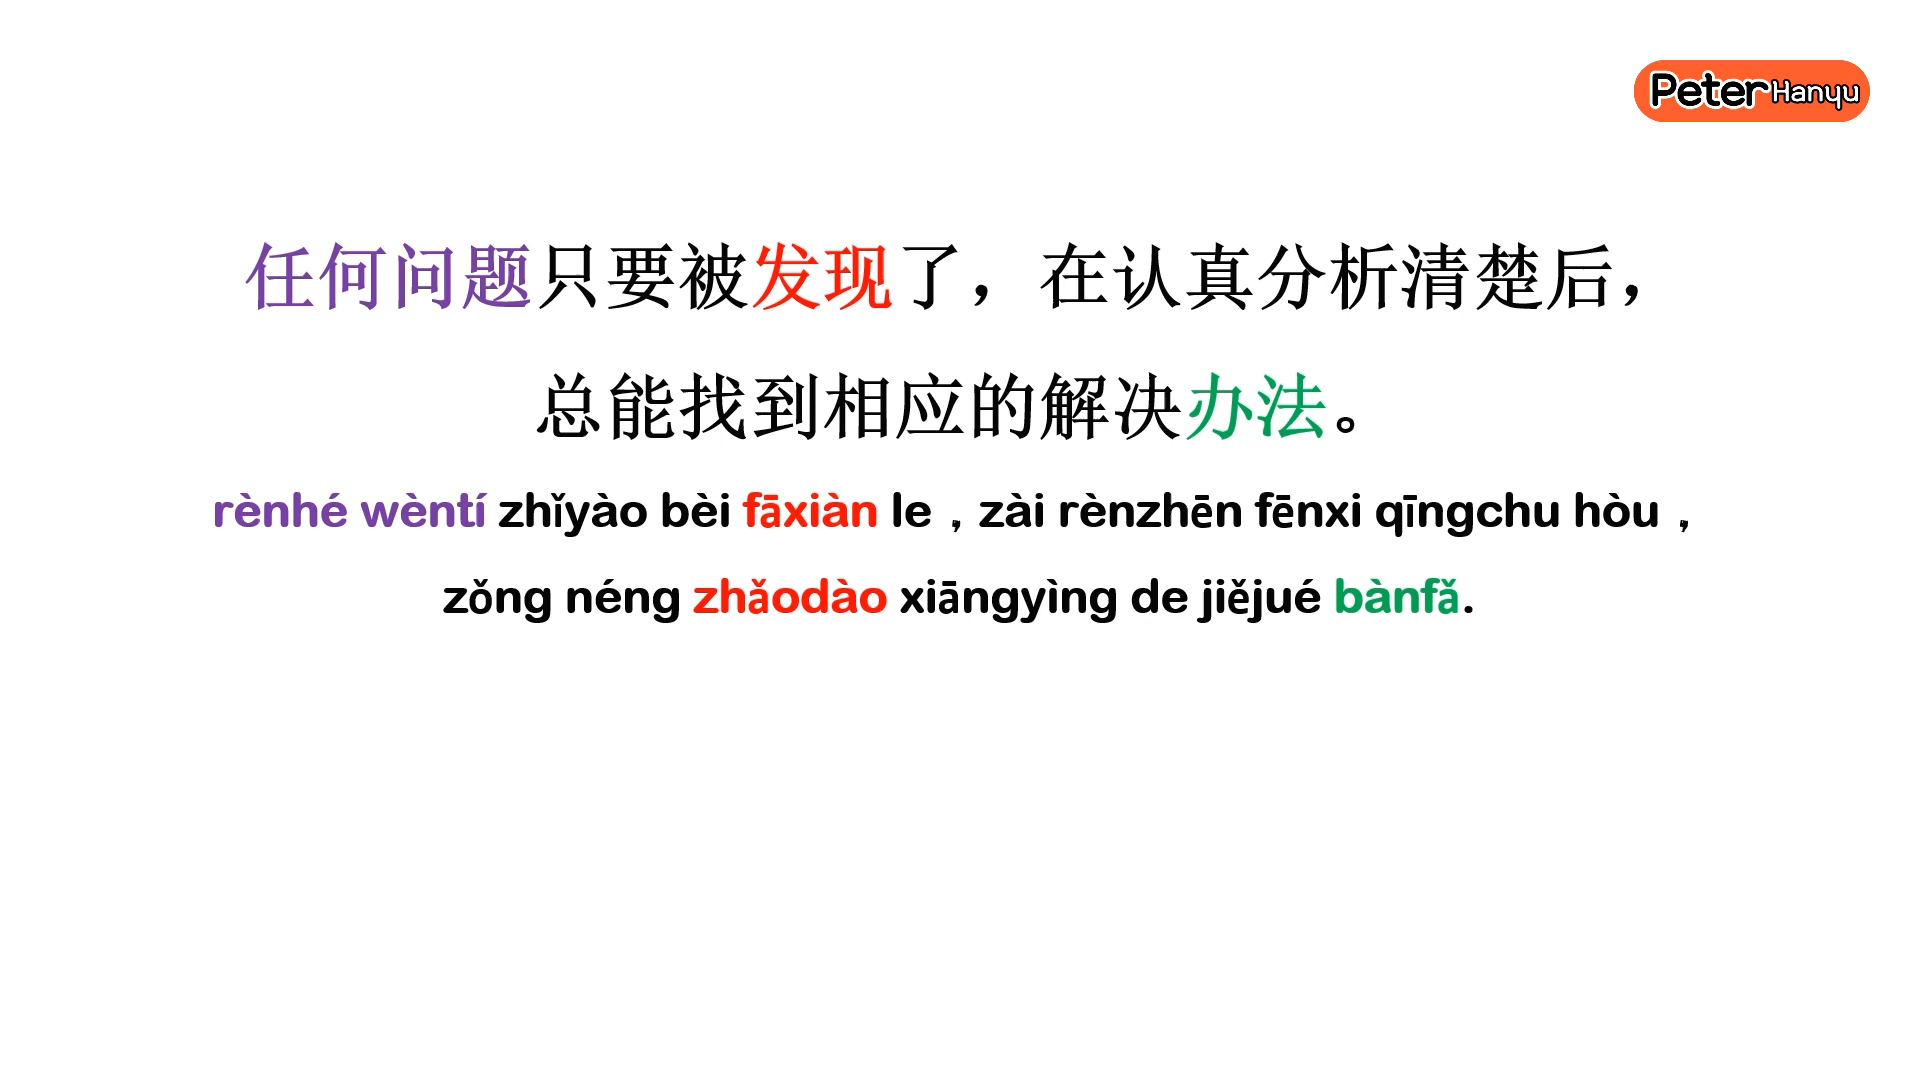 Peter Hanyu
任何问题只要被发现了，在认真分析清楚后，
总能找到相应的解决办法。
rènhé wèntí zhǐyào bèi fāxiàn le，zài rènzhēn fēnxi qīngchu hòu，
zǒng néng zhǎodào xiāngyìng de jiějué bànfǎ.